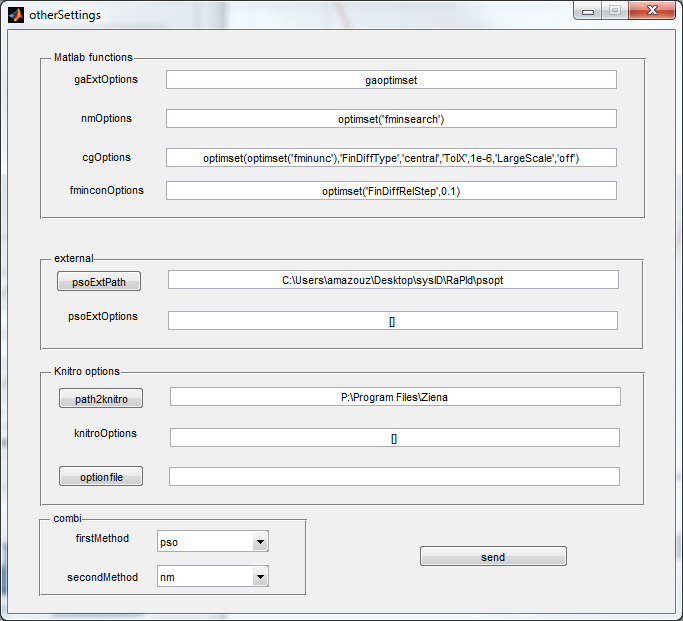 otherSettings
Matlab functions
gaExtOptions gaoptimset
nmOptions optimset('fminsearch')
cgOptions optimset(optimset('fminunc'),'FinDiffType','central','TolX',1e-6,'LargeScale','off')
fminconOptions optimset('FinDiffRelStep',0.1)
external
psoExtPath C:\Users\amazouz\Desktop\sysID\RaPId\psopt
psoExtOptions []
Knitro options
path2knitro P:\Program Files\Ziena
knitroOptions []
optionfile
combi
firstMethod pso
secondMethod nm
send